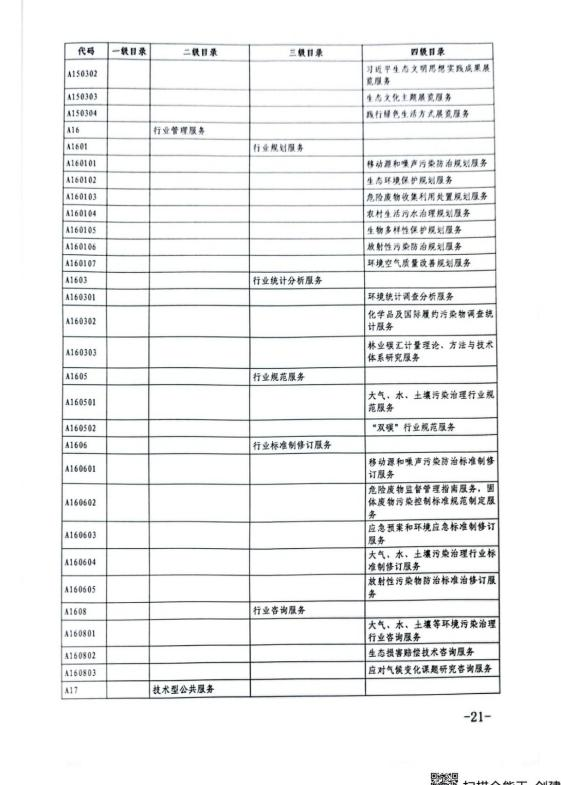 代码 一级目录 二级目录 三级目录 四级目录
A150302 习近平生态文明思想实践成果展
览服务
A150303 生态文化主题展览服务
A150304 践行绿色生活方式展览服务
A16 行业管理服务
A1601 行业规划服务
A160101 移动源和噪声污染防治规划服务
A160102 生态环境保护规划服务
A160103 危险废物收集利用处置规划服务
A160104 农村生活污水治理规划服务
A160105 生物多样性保护规划服务
A160106 放射性污染防治规划服务
A160107 环境空气质量改善规划服务
A1603 行业统计分析服务
A160301 环境统计调查分析服务
A160302 化学品及国际履约污染物调查统
计服务
A160303 林业碳汇计量理论、方法与技术
体系研究服务
A1605 行业规范服务
A160501 大气、水、土壤污染治理行业规
范服务
A160502 “双碳”行业规范服务
A1606 行业标准制修订服务
A160601 移动源和噪声污染防治标准制修
订服务
A160602 危险废物监督管理指南服务，固
体废物污染控制标准规范制定服
务
A160603 应急预案和环境应急标准制修订
服务
A160604 大气、水、土壤污染治理行业标
准制修订服务
A160605 放射性污染物防治标准治修订服
务
A1608 行业咨询服务
A160801 大气、水、土壤等环境污染治理
行业咨询服务
A160802 生态损害赔偿技术咨询服务
A160803 应对气候变化课题研究咨询服务
A17 技术型公共服务
-21-